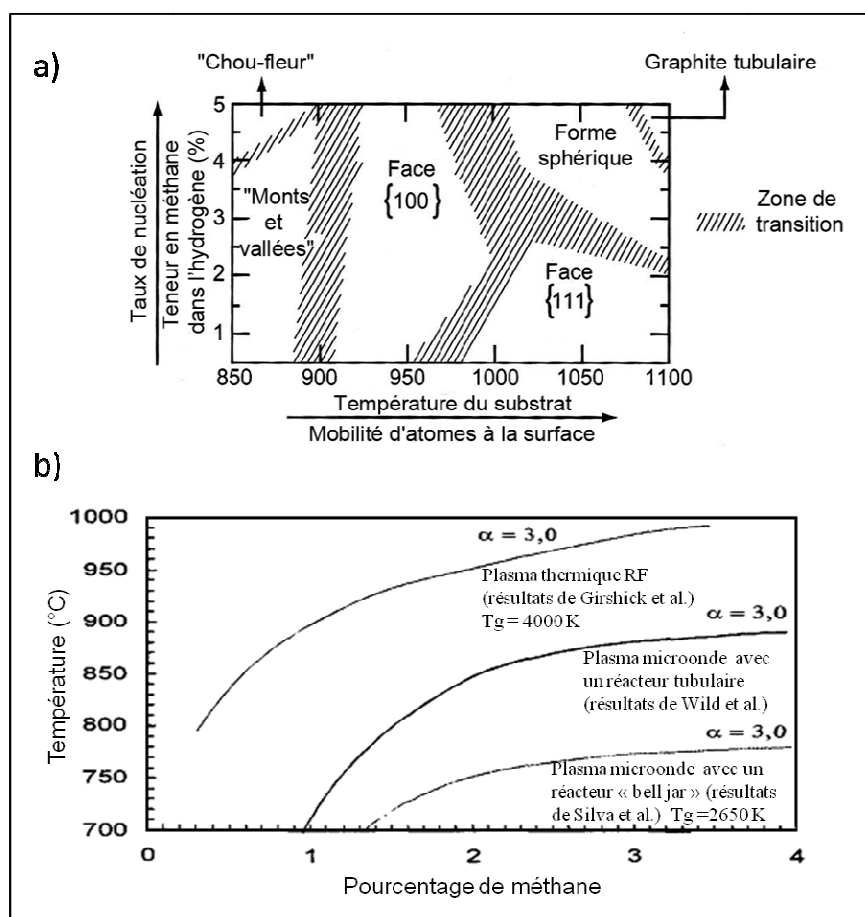 a)
"Chou-fleur"
Graphite tubulaire
Taux de nucléation
Teneur en méthane
dans l'hydrogène (%)
5
4
3
2
1
"Monts
et
vallées"
Face
{100}
Forme
sphérique
Face
{111}
Zone de
transition
850 900 950 1000 1050 1100
Température du substrat
Mobilité d'atomes à la surface
b)
Température (°C)
1000
950
900
850
800
750
700
α = 3,0
Plasma thermique RF
(résultats de Girshick et al.)
Tg = 4000 K
α = 3,0
Plasma microonde avec
un réacteur tubulaire
(résultats de Wild et al.)
α = 3,0
Plasma microonde avec un
réacteur « bell jar » (résultats
de Silva et al.) Tg=2650 K
0 1 2 3 4
Pourcentage de méthane